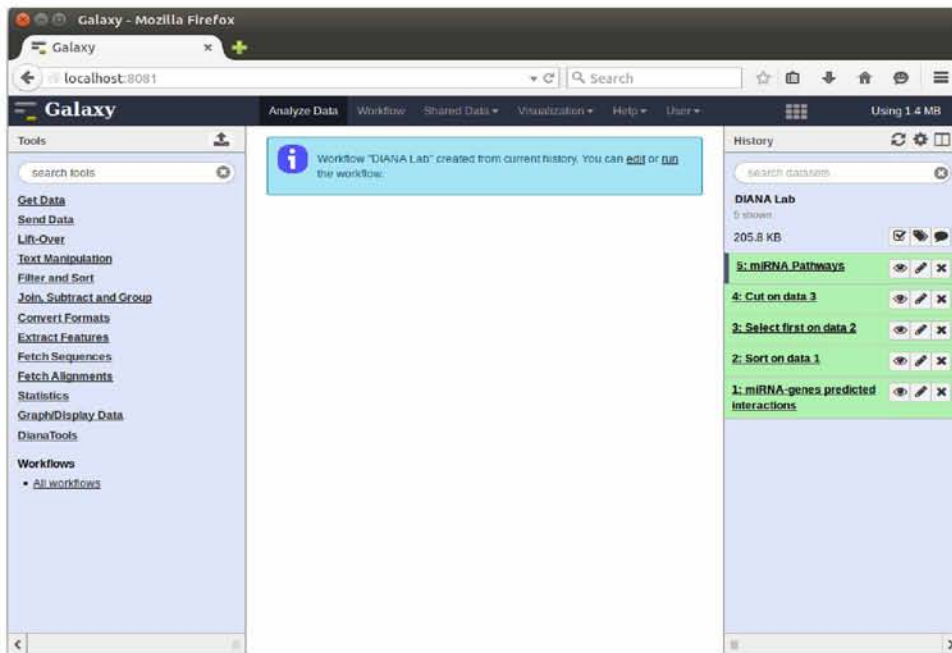 Galaxy - Mozilla Firefox
Galaxy
localhost:8081
Search
Galaxy
Analyze Data Workflow Shared Data Visualization Help User
Using 1.4 MB
Tools
search tools
Get Data
Send Data
Lift-Over
Text Manipulation
Filter and Sort
Join, Subtract and Group
Convert Formats
Extract Features
Fetch Sequences
Fetch Alignments
Statistics
Graph/Display Data
DianaTools
Workflows
All workflows
Workflow "DIANA Lab" created from current history. You can edit or run
the workflow.
History
search datasets
DIANA Lab
5 shown
205.8 KB
5: miRNA Pathways
4: Cut on data 3
3: Select first on data 2
2: Sort on data 1
1: miRNA-genes predicted
interactions